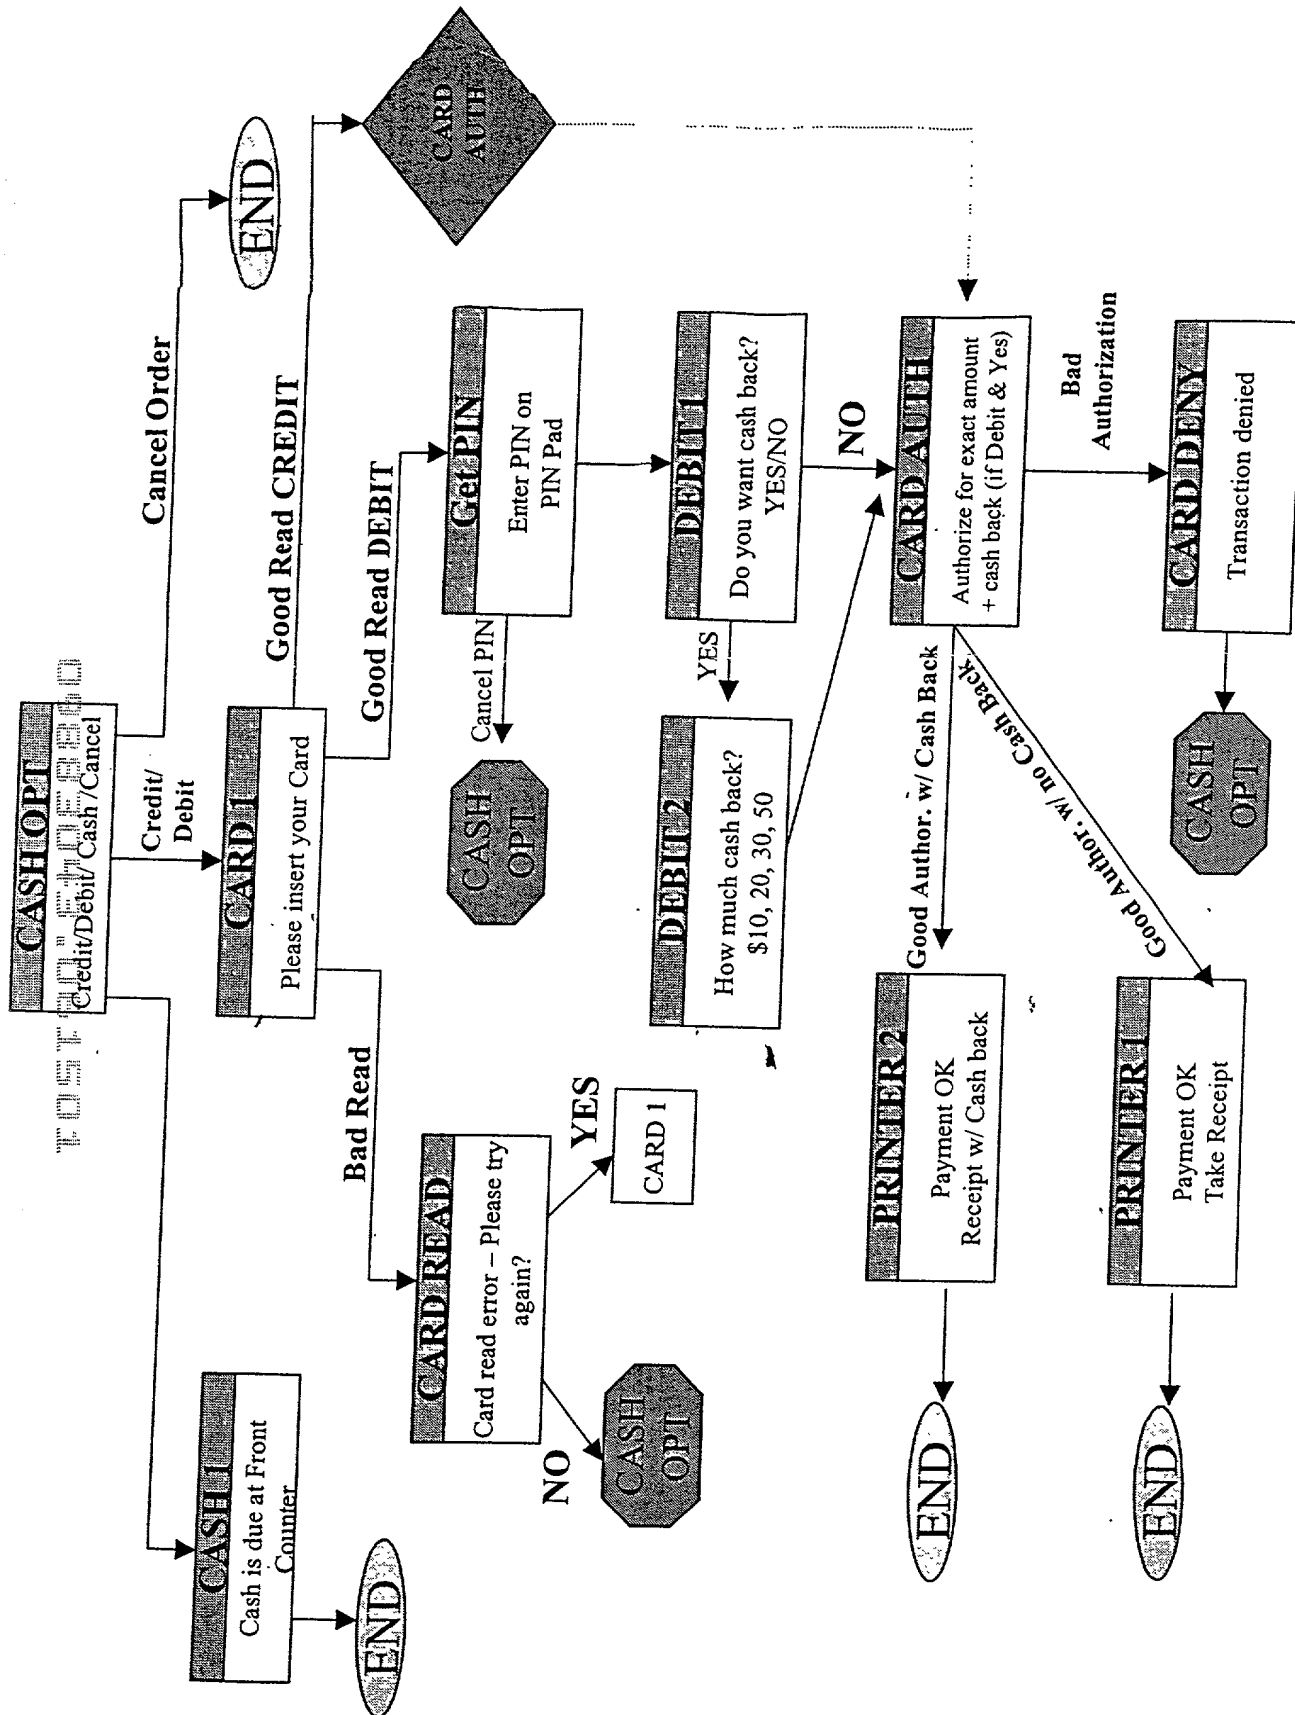 CASH OPT
Credit/Debit/ Cash /Cancel
Cancel Order
END
Credit/
Debit
CASH 1
Cash is due at Front
Counter
END
CARD 1
Please insert your Card
Good Read CREDIT
CARD
AUTH
Good Read DEBIT
Bad Read
CARD READ
Card read error – Please try
again?
NO
CASH
OPT
YES
CARD 1
Get PIN
Enter PIN on
PIN Pad
Cancel PIN
CASH
OPT
DEBIT 1
Do you want cash back?
YES/NO
YES
NO
DEBIT 2
How much cash back?
$10, 20, 30, 50
CARD AUTH
Authorize for exact amount
+ cash back (if Debit & Yes)
Good Author. w/ Cash Back
Good Author. w/ no Cash Back
Bad
Authorization
PRINTER 2
Payment OK
Receipt w/ Cash back
END
CARD DENY
Transaction denied
CASH
OPT
PRINTER 1
Payment OK
Take Receipt
END